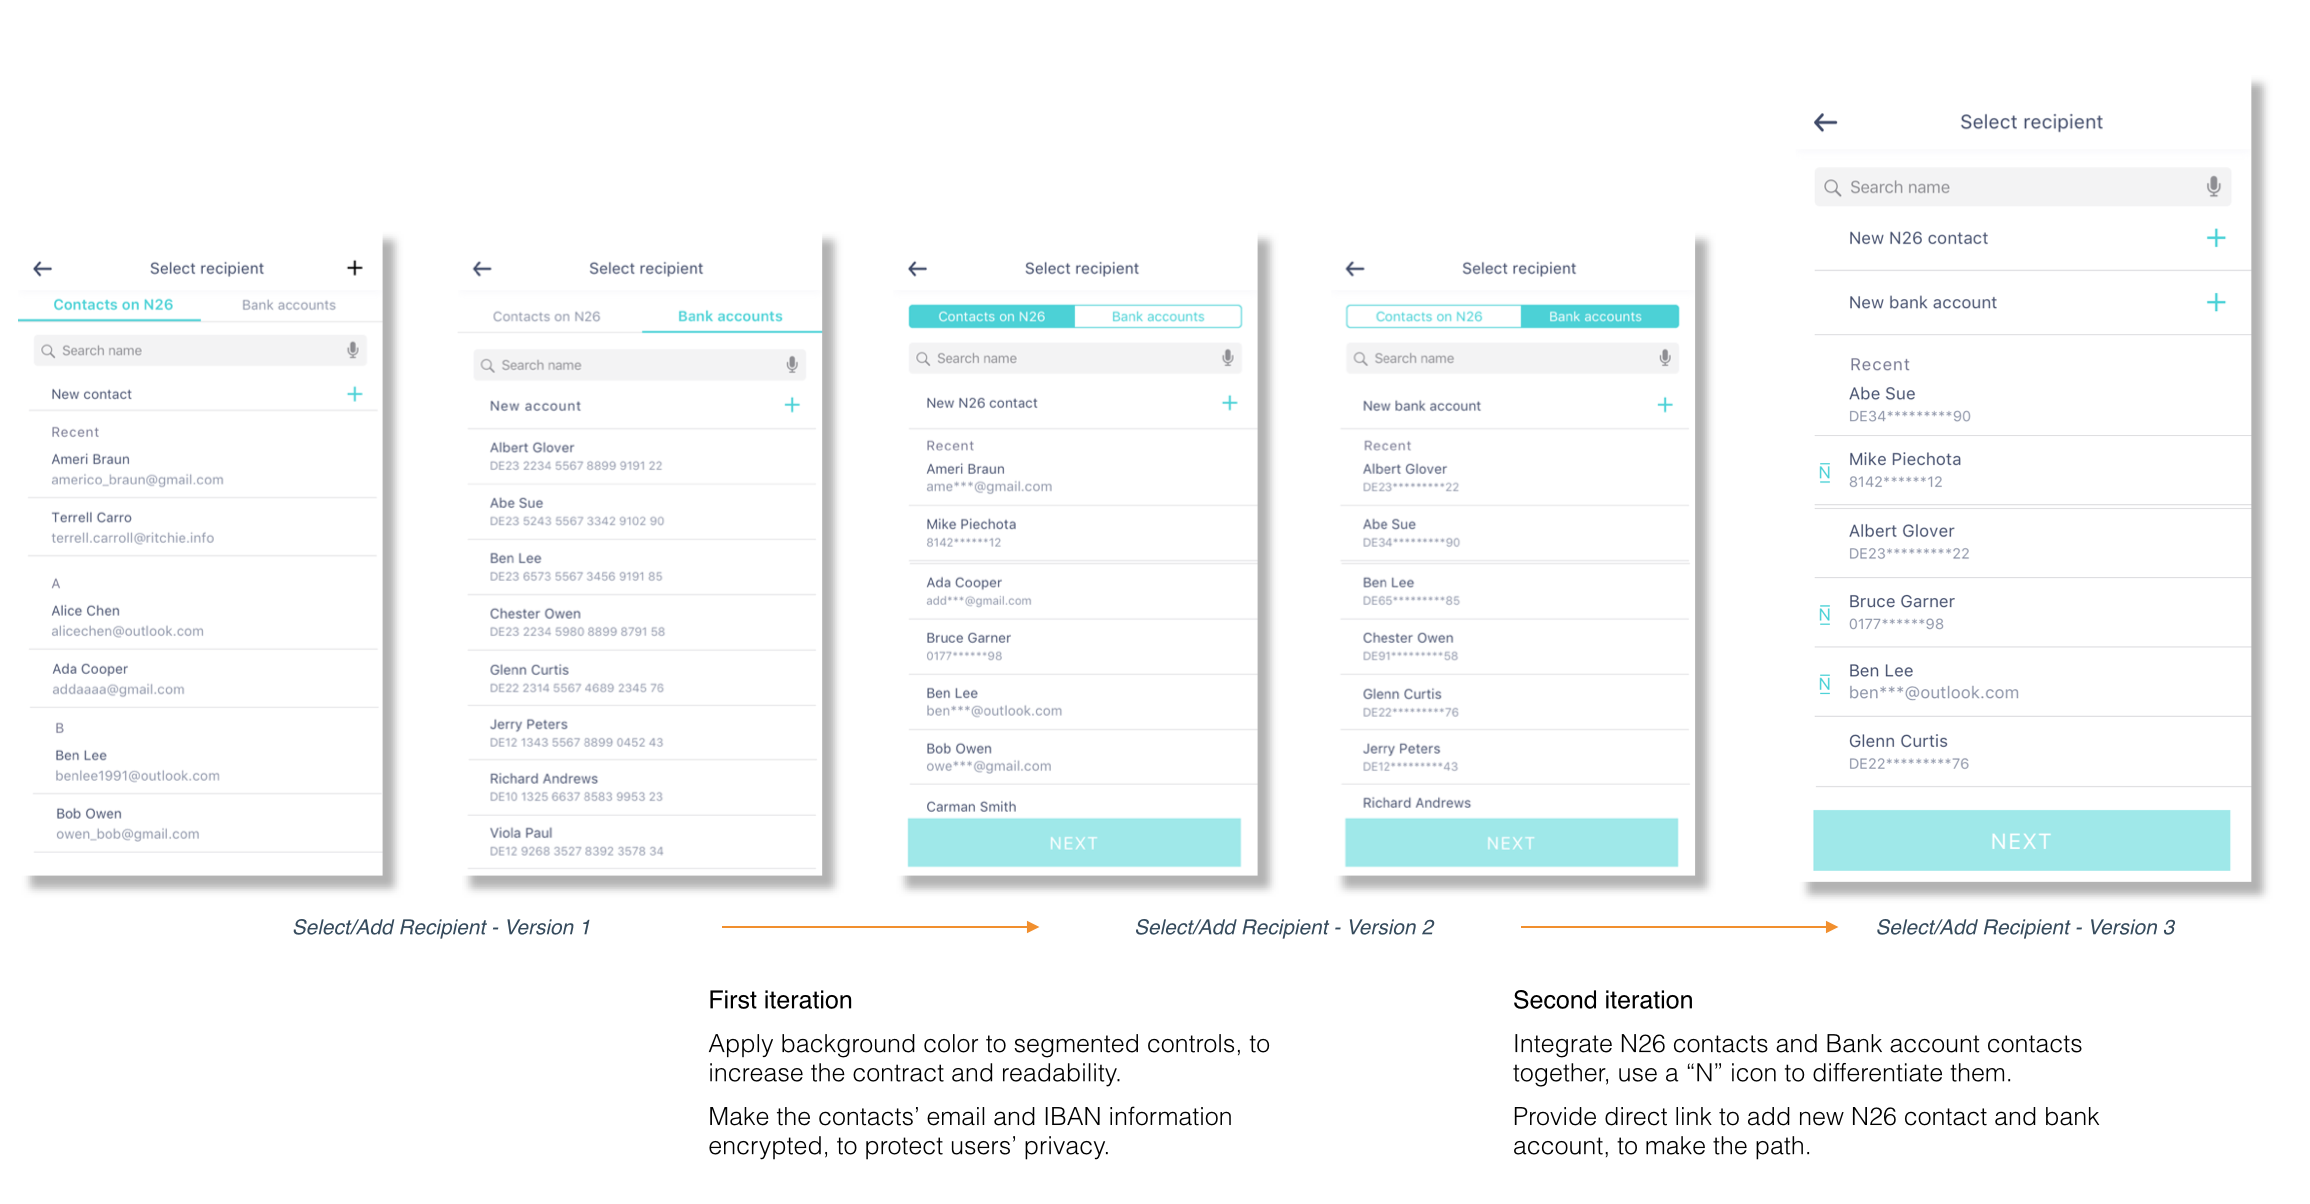 Select recipient
Contacts on N26
Bank accounts
Search name
New contact
Recent
Ameri Braun
americo_braun@gmail.com
Terrell Carro
terrell.carroll@ritchie.info
A
Alice Chen
alicechen@outlook.com
Ada Cooper
addaaaa@gmail.com
B
Ben Lee
benlee1991@outlook.com
Bob Owen
owen_bob@gmail.com
Select recipient
Contacts on N26
Bank accounts
Search name
New account
Albert Glover
DE23 2234 5567 8899 9191 22
Abe Sue
DE23 5243 5567 3342 9102 90
Ben Lee
DE23 6573 5567 3456 9191 85
Chester Owen
DE23 2234 5980 8899 8791 58
Glenn Curtis
DE22 2314 5567 4689 2345 76
Jerry Peters
DE12 1343 5567 8899 0452 43
Richard Andrews
DE10 1325 6637 8583 9953 23
Viola Paul
DE12 9268 3527 8392 3578 34
Select/Add Recipient - Version 1
Select recipient
Contacts on N26
Bank accounts
Search name
New N26 contact
Recent
Ameri Braun
ame***@gmail.com
Mike Piechota
8142******12
Ada Cooper
add***@gmail.com
Bruce Garner
0177******98
Ben Lee
ben***@outlook.com
Bob Owen
owe***@gmail.com
Carman Smith
NEXT
Select recipient
Contacts on N26
Bank accounts
Search name
New bank account
Recent
Albert Glover
DE23*********22
Abe Sue
DE34*********90
Ben Lee
DE65*********85
Chester Owen
DE91*********58
Glenn Curtis
DE22*********76
Jerry Peters
DE12*********43
Richard Andrews
NEXT
Select/Add Recipient - Version 2
Select recipient
Search name
New N26 contact
New bank account
Recent
Abe Sue
DE34*********90
N
Mike Piechota
8142******12
Albert Glover
DE23*********22
N
Bruce Garner
0177******98
N
Ben Lee
ben***@outlook.com
Glenn Curtis
DE22*********76
NEXT
Select/Add Recipient - Version 3
First iteration
Apply background color to segmented controls, to
increase the contract and readability.
Make the contacts’ email and IBAN information
encrypted, to protect users’ privacy.
Second iteration
Integrate N26 contacts and Bank account contacts
together, use a “N” icon to differentiate them.
Provide direct link to add new N26 contact and bank
account, to make the path.